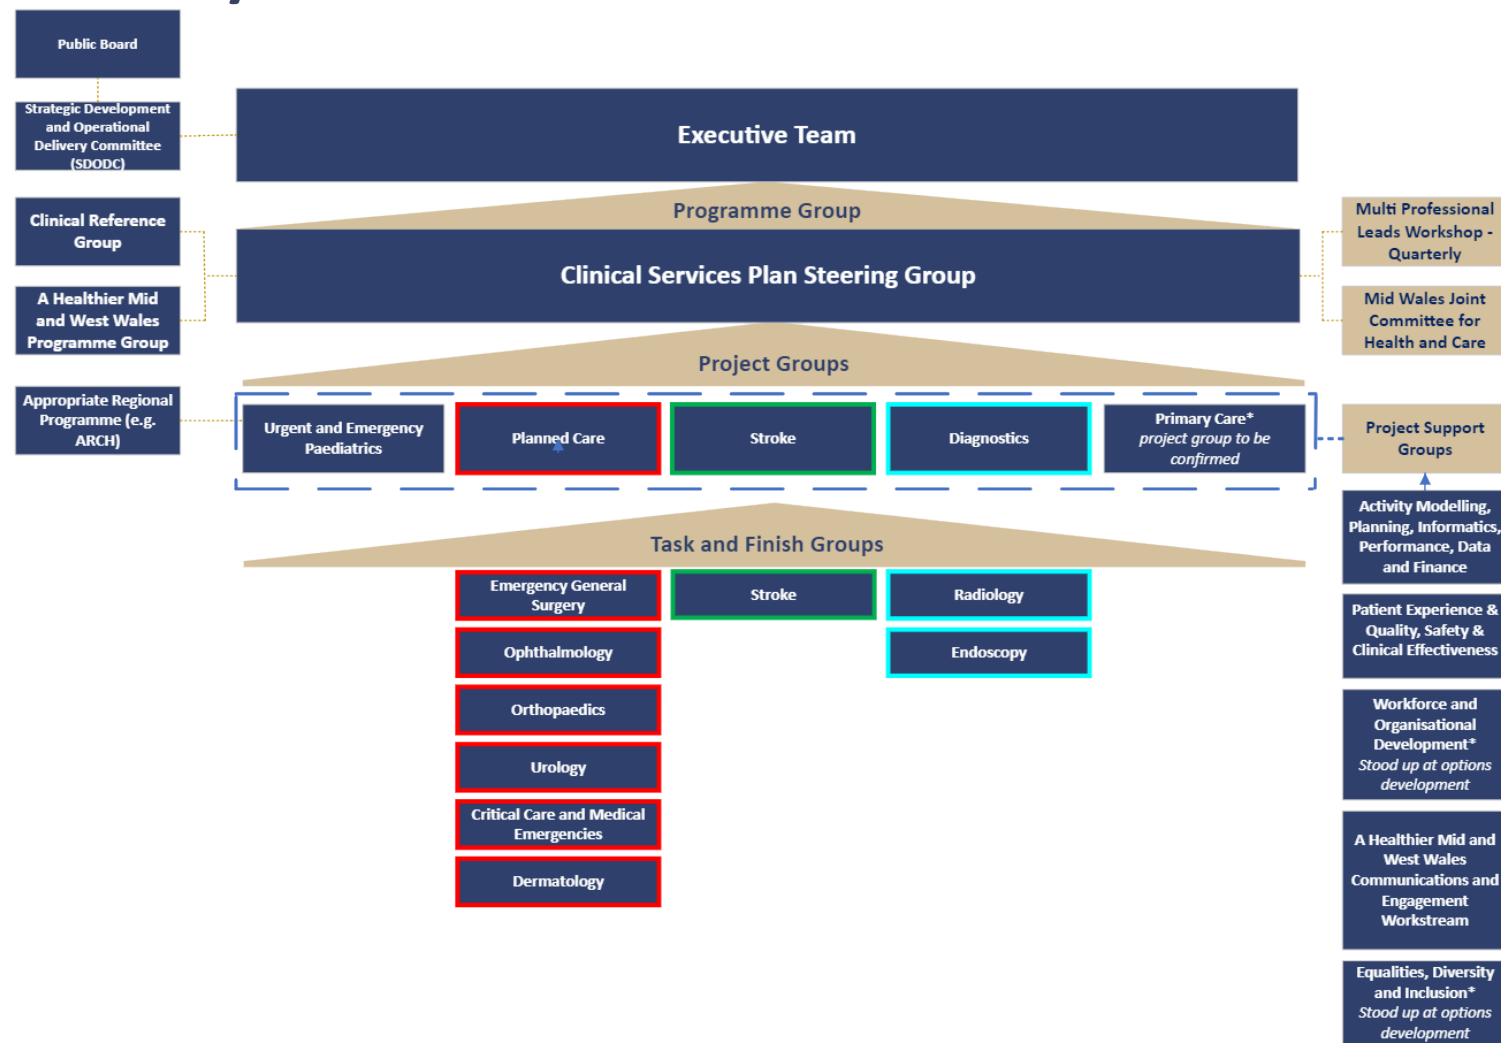 Public Board
Strategic Development
and Operational
Delivery Committee
(SDODC)
Executive Team
Programme Group
Clinical Reference
Group
A Healthier Mid
and West Wales
Programme Group
Clinical Services Plan Steering Group
Multi Professional
Leads Workshop -
Quarterly
Mid Wales Joint
Committee for
Health and Care
Project Groups
Appropriate Regional
Programme (e.g.
ARCH)
Urgent and Emergency
Paediatrics
Planned Care
Stroke
Diagnostics
Primary Care*
project group to be
confirmed
Project Support
Groups
Task and Finish Groups
Emergency General
Surgery
Ophthalmology
Orthopaedics
Urology
Critical Care and Medical
Emergencies
Dermatology
Stroke
Radiology
Endoscopy
Activity Modelling,
Planning, Informatics,
Performance, Data
and Finance
Patient Experience &
Quality, Safety &
Clinical Effectiveness
Workforce and
Organisational
Development*
Stood up at options
development
A Healthier Mid and
West Wales
Communications and
Engagement
Workstream
Equalities, Diversity
and Inclusion*
Stood up at options
development